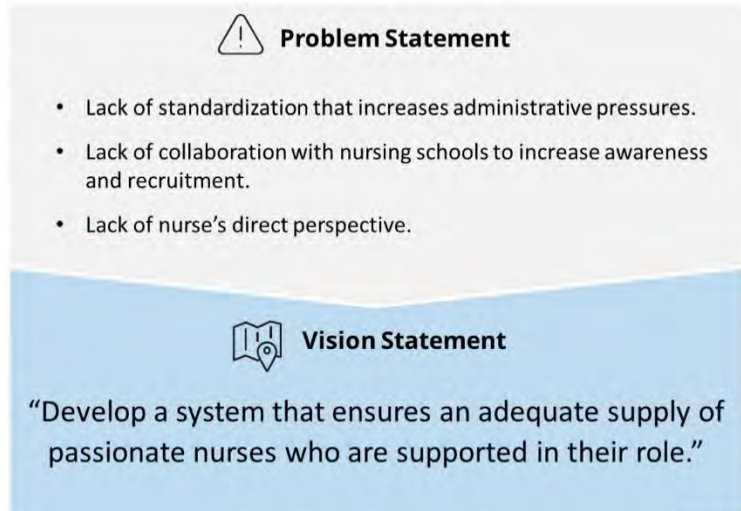 Problem Statement
• Lack of standardization that increases administrative pressures.
• Lack of collaboration with nursing schools to increase awareness
and recruitment.
• Lack of nurse’s direct perspective.
Vision Statement
“Develop a system that ensures an adequate supply of
passionate nurses who are supported in their role.”